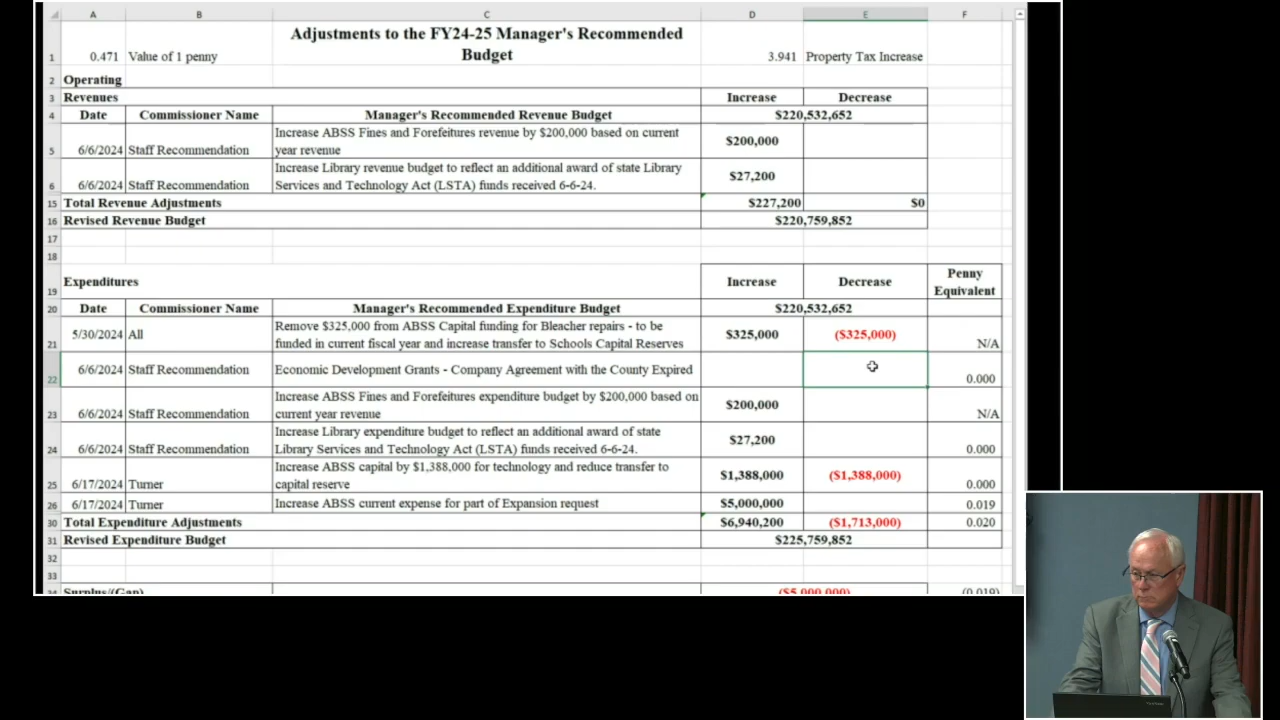 A B C D E F
1 0.471 Value of 1 penny Adjustments to the FY24-25 Manager's Recommended 3.941 Property Tax Increase
Budget
2 Operating
3 Revenues Increase Decrease
4 Date Commissioner Name Manager's Recommended Revenue Budget $220,532,652
Increase ABSS Fines and Forefeitures revenue by $200,000 based on current
5 6/6/2024 Staff Recommendation year revenue $200,000
Increase Library revenue budget to reflect an additional award of state Library
6 6/6/2024 Staff Recommendation Services and Technology Act (LSTA) funds received 6-6-24. $27,200
15 Total Revenue Adjustments $227,200 $0
16 Revised Revenue Budget $220,759,852
17
18
19 Expenditures Increase Decrease Penny
Equivalent
20 Date Commissioner Name Manager's Recommended Expenditure Budget $220,532,652
Remove $325,000 from ABSS Capital funding for Bleacher repairs - to be
21 5/30/2024 All funded in current fiscal year and increase transfer to Schools Capital Reserves $325,000 ($325,000) N/A
22 6/6/2024 Staff Recommendation Economic Development Grants - Company Agreement with the County Expired 0.000
Increase ABSS Fines and Forefeitures expenditure budget by $200,000 based on
23 6/6/2024 Staff Recommendation current year revenue $200,000 N/A
Increase Library expenditure budget to reflect an additional award of state
24 6/6/2024 Staff Recommendation Library Services and Technology Act (LSTA) funds received 6-6-24. $27,200 0.000
Increase ABSS capital by $1,388,000 for technology and reduce transfer to
25 6/17/2024 Turner capital reserve $1,388,000 ($1,388,000) 0.000
26 6/17/2024 Turner Increase ABSS current expense for part of Expansion request $5,000,000 0.019
30 Total Expenditure Adjustments $6,940,200 ($1,713,000) 0.020
31 Revised Expenditure Budget $225,759,852
32
33
34 Surplus/(Gap) ($5,000,000) (0.019)